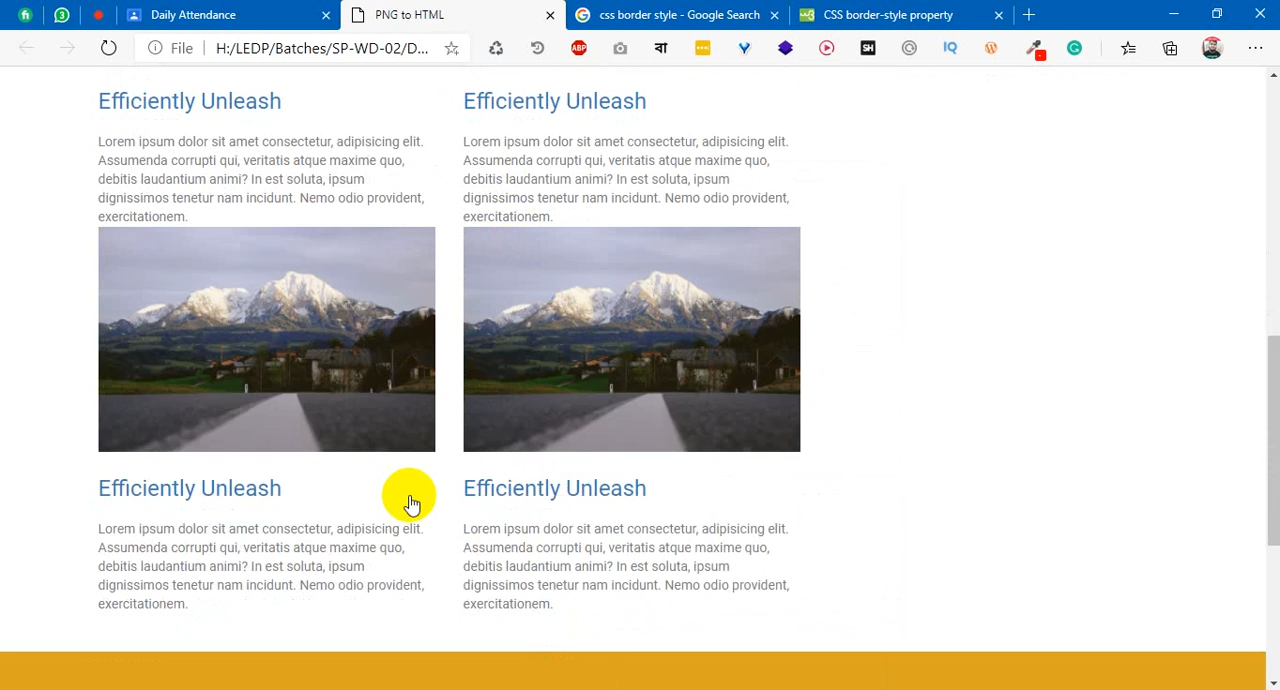 Daily Attendance
PNG to HTML
css border style - Google Search
CSS border-style property
File
H:/LEDP/Batches/SP-WD-02/D...
ABP
বা
SH
IQ
3
Efficiently Unleash
Lorem ipsum dolor sit amet consectetur, adipisicing elit.
Assumenda corrupti qui, veritatis atque maxime quo,
debitis laudantium animi? In est soluta, ipsum
dignissimos tenetur nam incidunt. Nemo odio provident,
exercitationem.
Efficiently Unleash
Lorem ipsum dolor sit amet consectetur, adipisicing elit.
Assumenda corrupti qui, veritatis atque maxime quo,
debitis laudantium animi? In est soluta, ipsum
dignissimos tenetur nam incidunt. Nemo odio provident,
exercitationem.
Efficiently Unleash
Lorem ipsum dolor sit amet consectetur, adipisicing elit.
Assumenda corrupti qui, veritatis atque maxime quo,
debitis laudantium animi? In est soluta, ipsum
dignissimos tenetur nam incidunt. Nemo odio provident,
exercitationem.
Efficiently Unleash
Lorem ipsum dolor sit amet consectetur, adipisicing elit.
Assumenda corrupti qui, veritatis atque maxime quo,
debitis laudantium animi? In est soluta, ipsum
dignissimos tenetur nam incidunt. Nemo odio provident,
exercitationem.